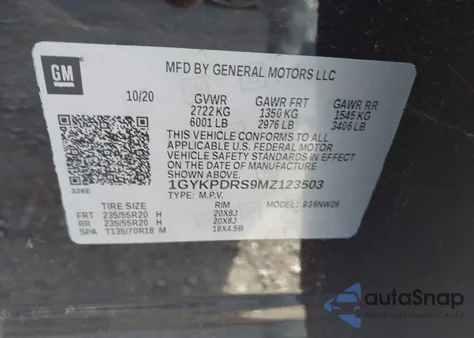 GM
MFD BY GENERAL MOTORS LLC
10/20 GVWR GAWR FRT GAWR RR
2722 KG 1350 KG 1545 KG
6001 LB 2976 LB 3406 LB
THIS VEHICLE CONFORMS TO ALL
APPLICABLE U.S. FEDERAL MOTOR
VEHICLE SAFETY STANDARDS IN EFFECT
ON THE DATE OF MANUFACTURE SHOWN ABOVE.
1GYKPDRS9MZ123503
326E
TYPE: M.P.V.
TIRE SIZE RIM
FRT 235/55R20 H 20X8J
RR 235/55R20 H 20X8J
SPA T135/70R18 M 18X4.5B
autoSnap